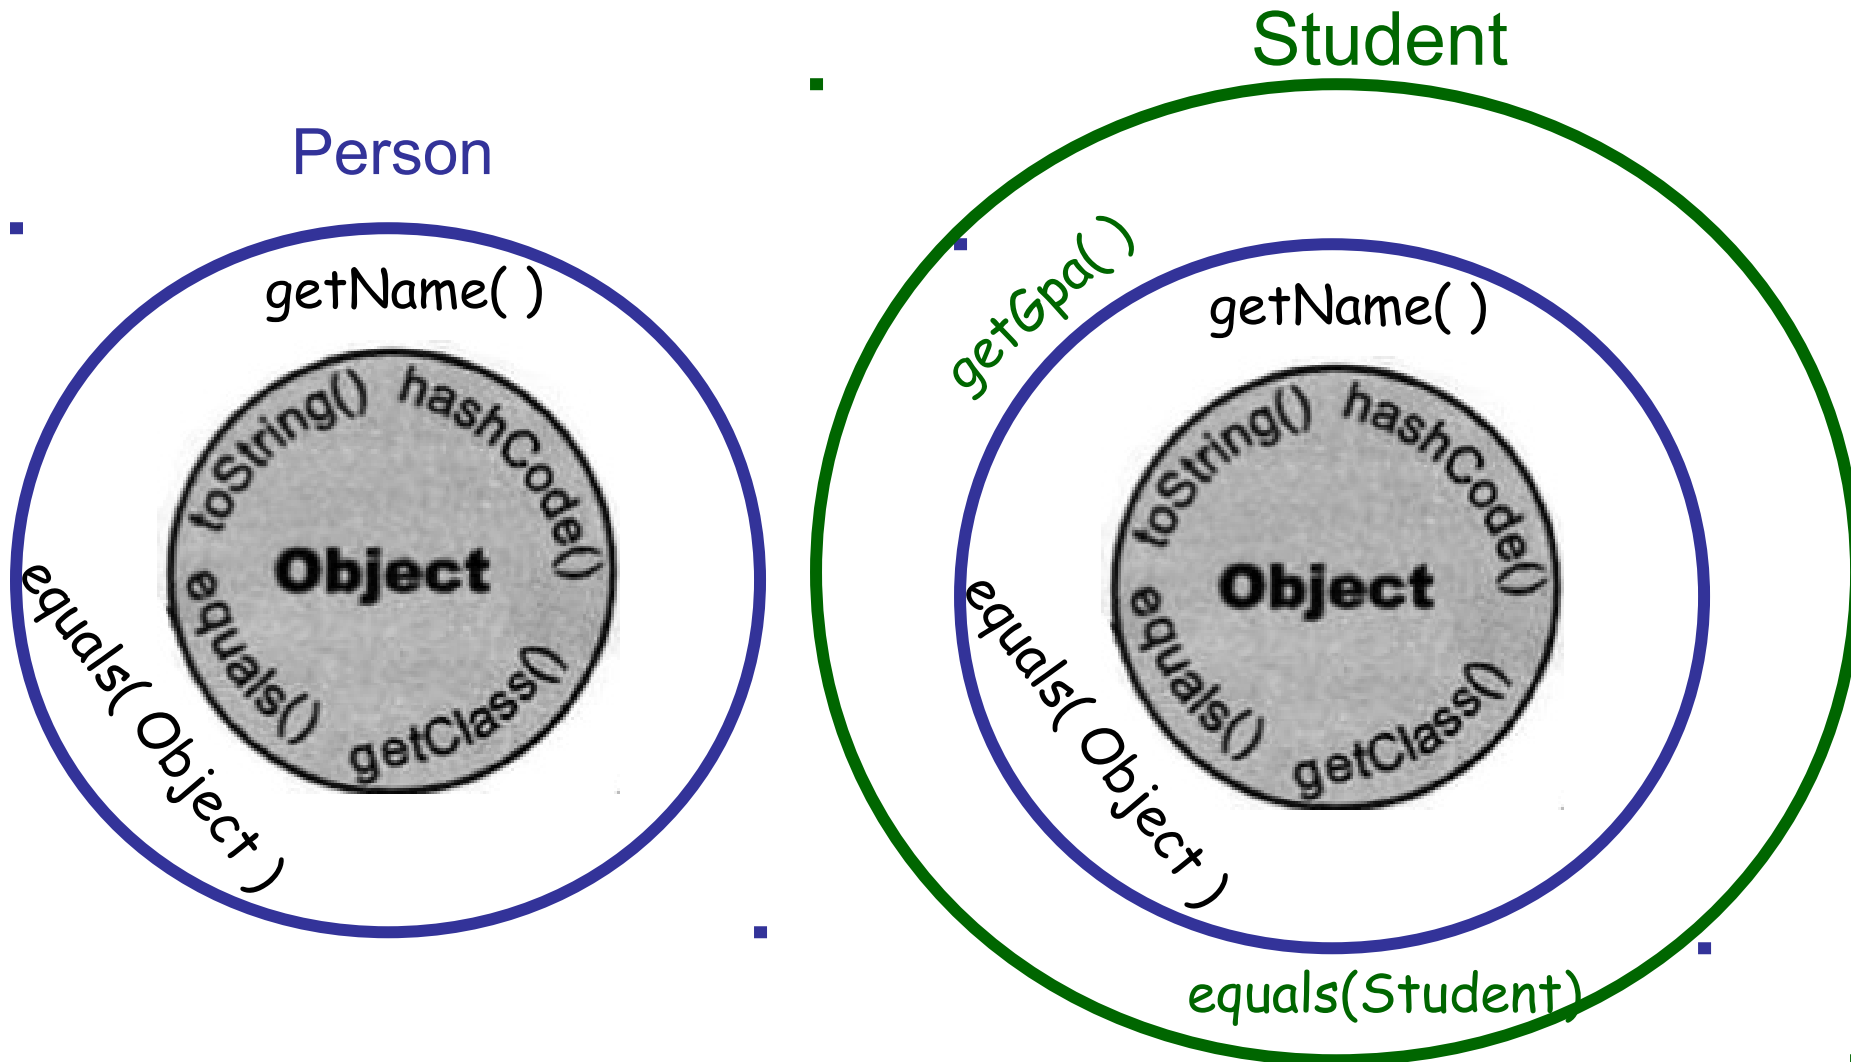 Person
getName( )
toString()
hashCode()
Object
equals()
getClass()
equals( Object )
Student
getGpa( )
getName( )
toString()
hashCode()
Object
equals()
getClass()
equals( Object )
equals(Student)